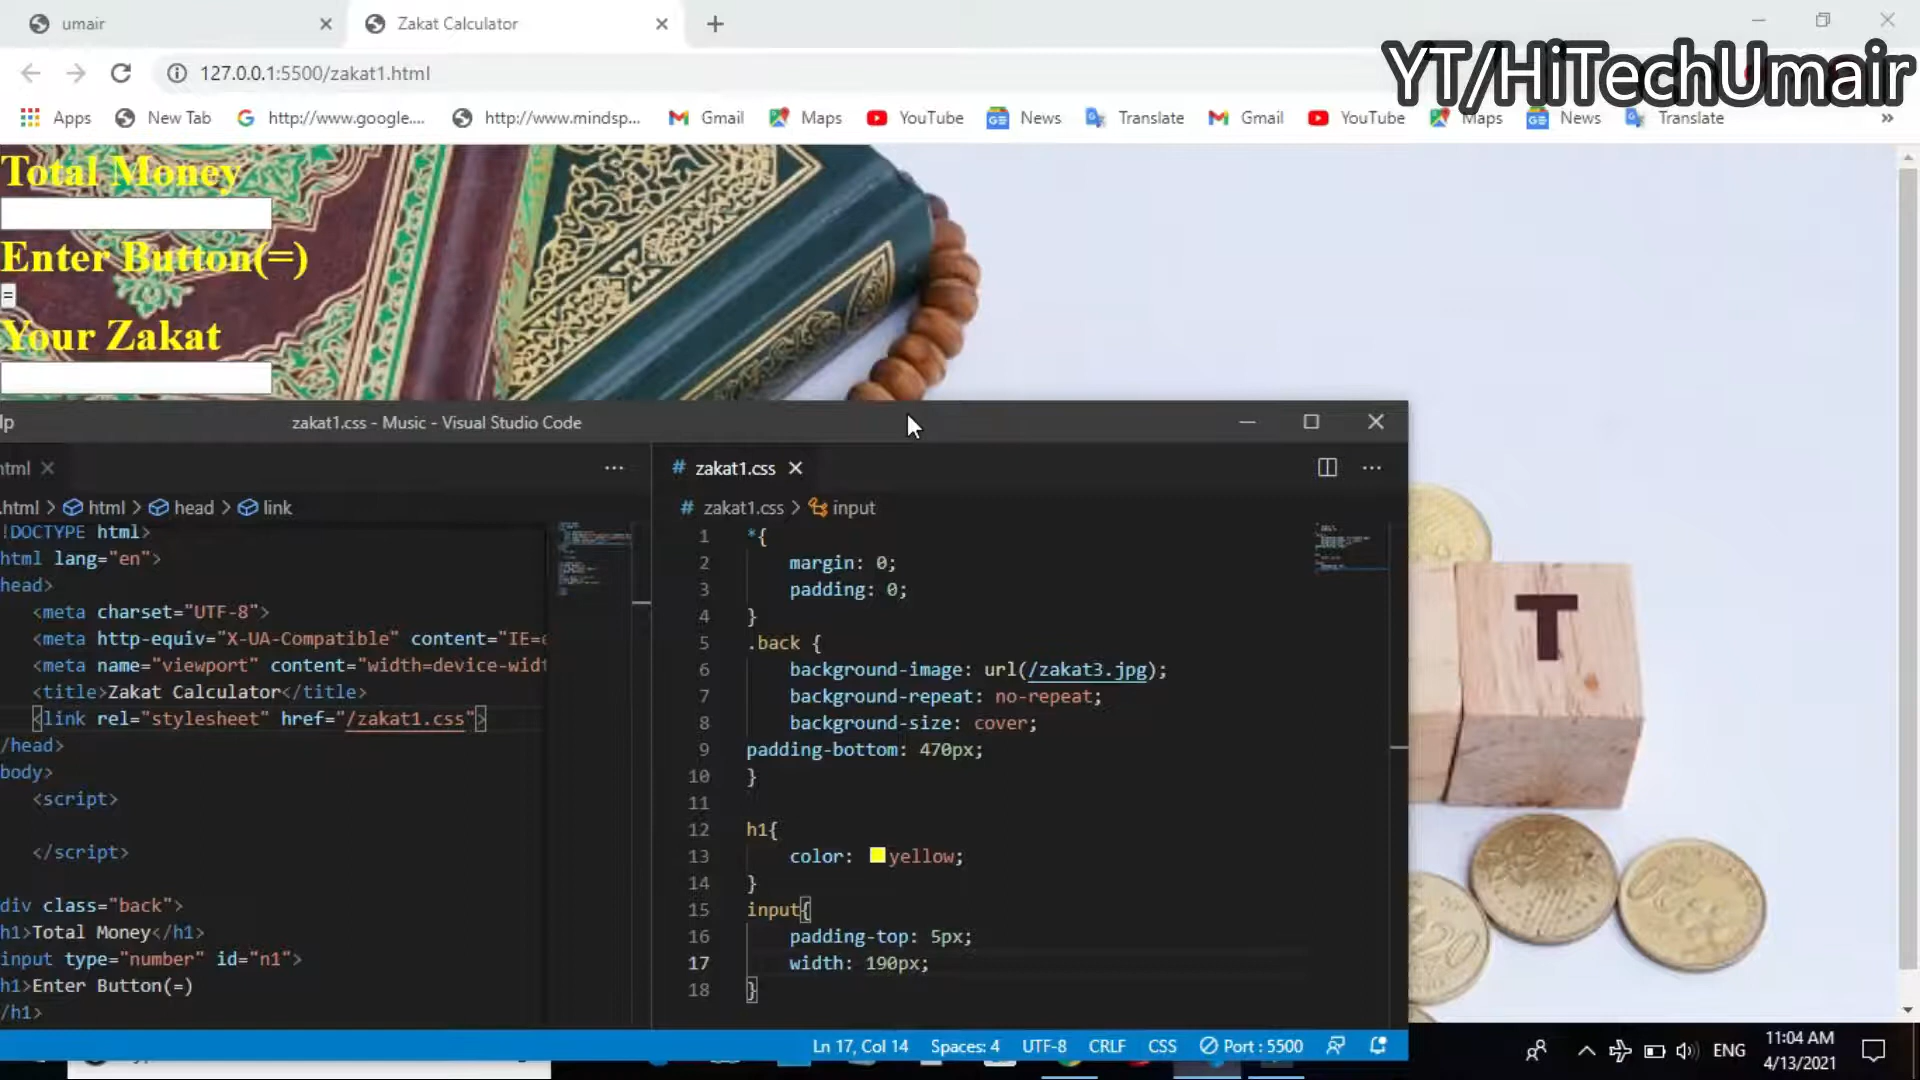 umair
Zakat Calculator
127.0.0.1:5500/zakat1.html
YT/HiTechUmair
Apps New Tab http://www.google.... http://www.mindsp... Gmail Maps YouTube News Translate Gmail YouTube Maps News Translate »
Total Money
Enter Button(=)
=
Your Zakat
lp zakat1.css - Music - Visual Studio Code
html
.html > html > head > link
!DOCTYPE html>
html lang="en">
head>
<meta charset="UTF-8">
<meta http-equiv="X-UA-Compatible" content="IE=
<meta name="viewport" content="width=device-widt
<title>Zakat Calculator</title>
<link rel="stylesheet" href="/zakat1.css">
/head>
body>
<script>
</script>
div class="back">
h1>Total Money</h1>
input type="number" id="n1">
h1>Enter Button(=)
/h1>
# zakat1.css
# zakat1.css > input
1 *{
2 margin: 0;
3 padding: 0;
4 }
5 .back {
6 background-image: url(/zakat3.jpg);
7 background-repeat: no-repeat;
8 background-size: cover;
9 padding-bottom: 470px;
10 }
11
12 h1{
13 color: yellow;
14 }
15 input{
16 padding-top: 5px;
17 width: 190px;
18 }
T
20
Ln 17, Col 14 Spaces: 4 UTF-8 CRLF CSS Port : 5500
ENG
11:04 AM
4/13/2021